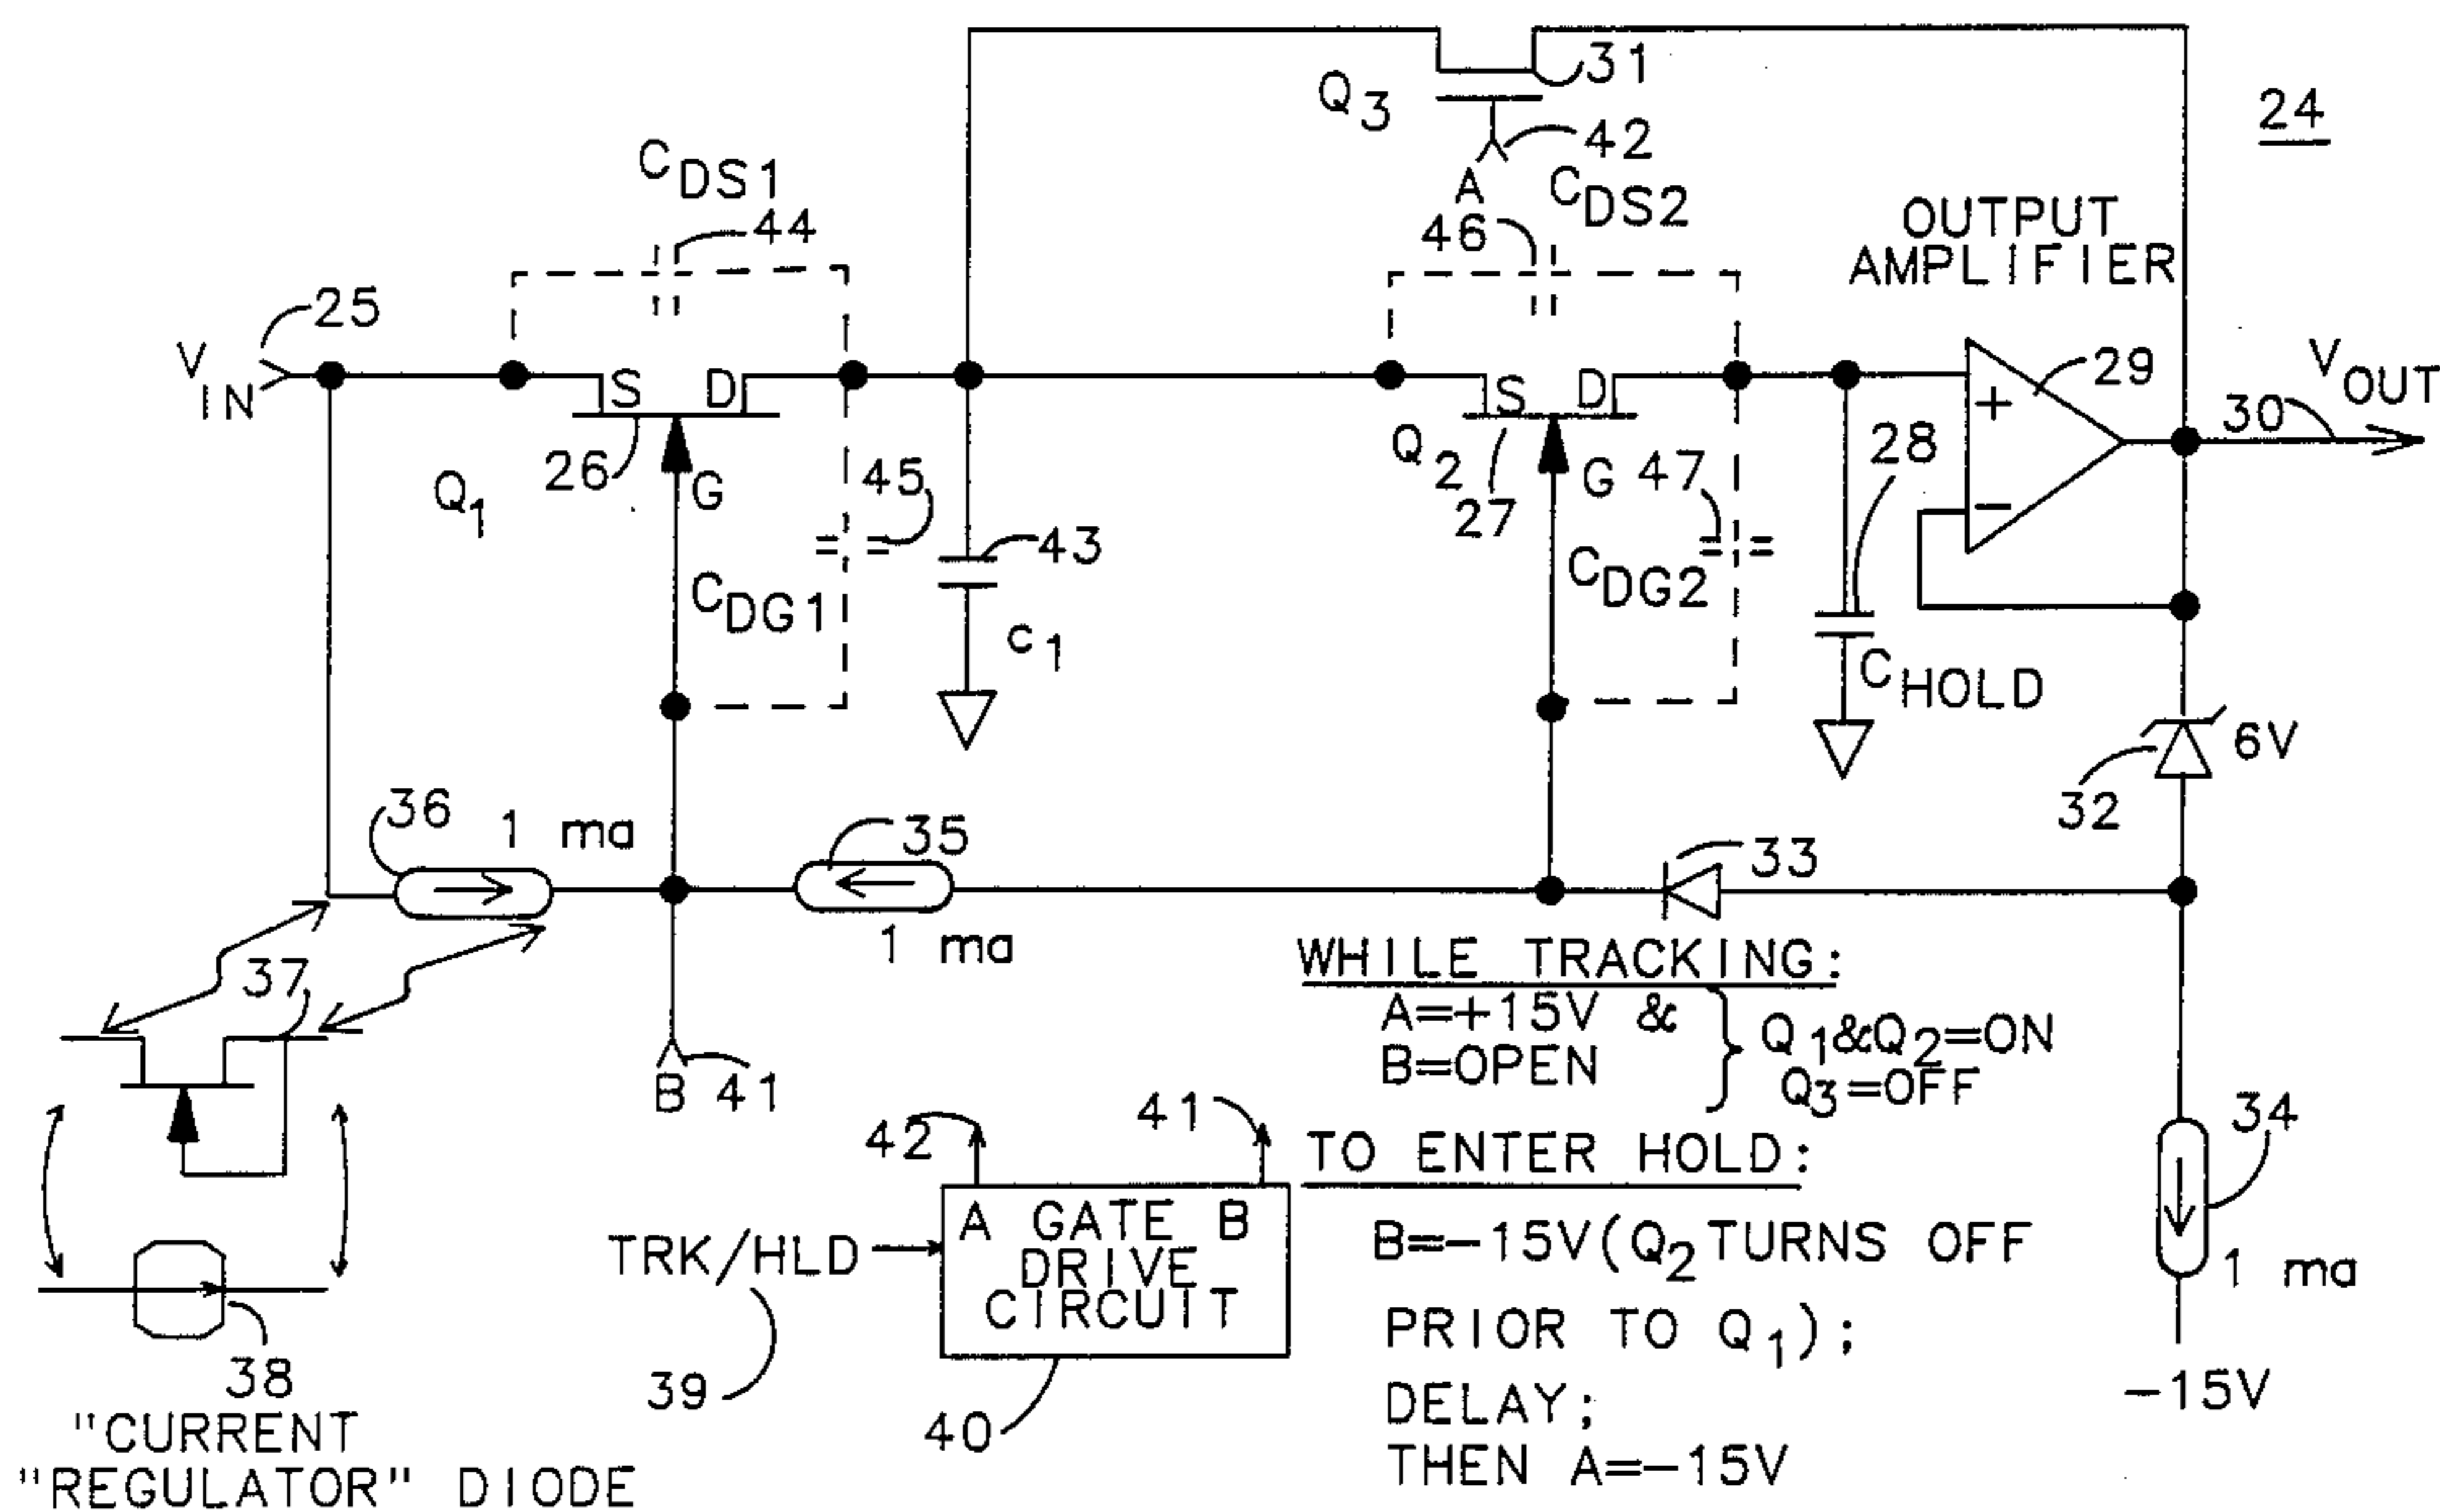 Q3
31
24
42
A
CDS1
44
CDS2
46
OUTPUT
AMPLIFIER
25
VIN
S D
26
Q1
G
45
CDG1
43
c1
S D
Q2
27
G
47
CDG2
28
+
−
29
30
VOUT
CHOLD
6V
32
36
1 ma
35
1 ma
33
37
B 41
WHILE TRACKING:
A=+15V &
B=OPEN
Q1&Q2=ON
Q3=OFF
34
1 ma
-15V
42
41
TO ENTER HOLD:
A GATE B
DRIVE
CIRCUIT
TRK/HLD
39
40
B=-15V(Q2 TURNS OFF
PRIOR TO Q1);
DELAY;
THEN A=-15V
38
"CURRENT
"REGULATOR" DIODE